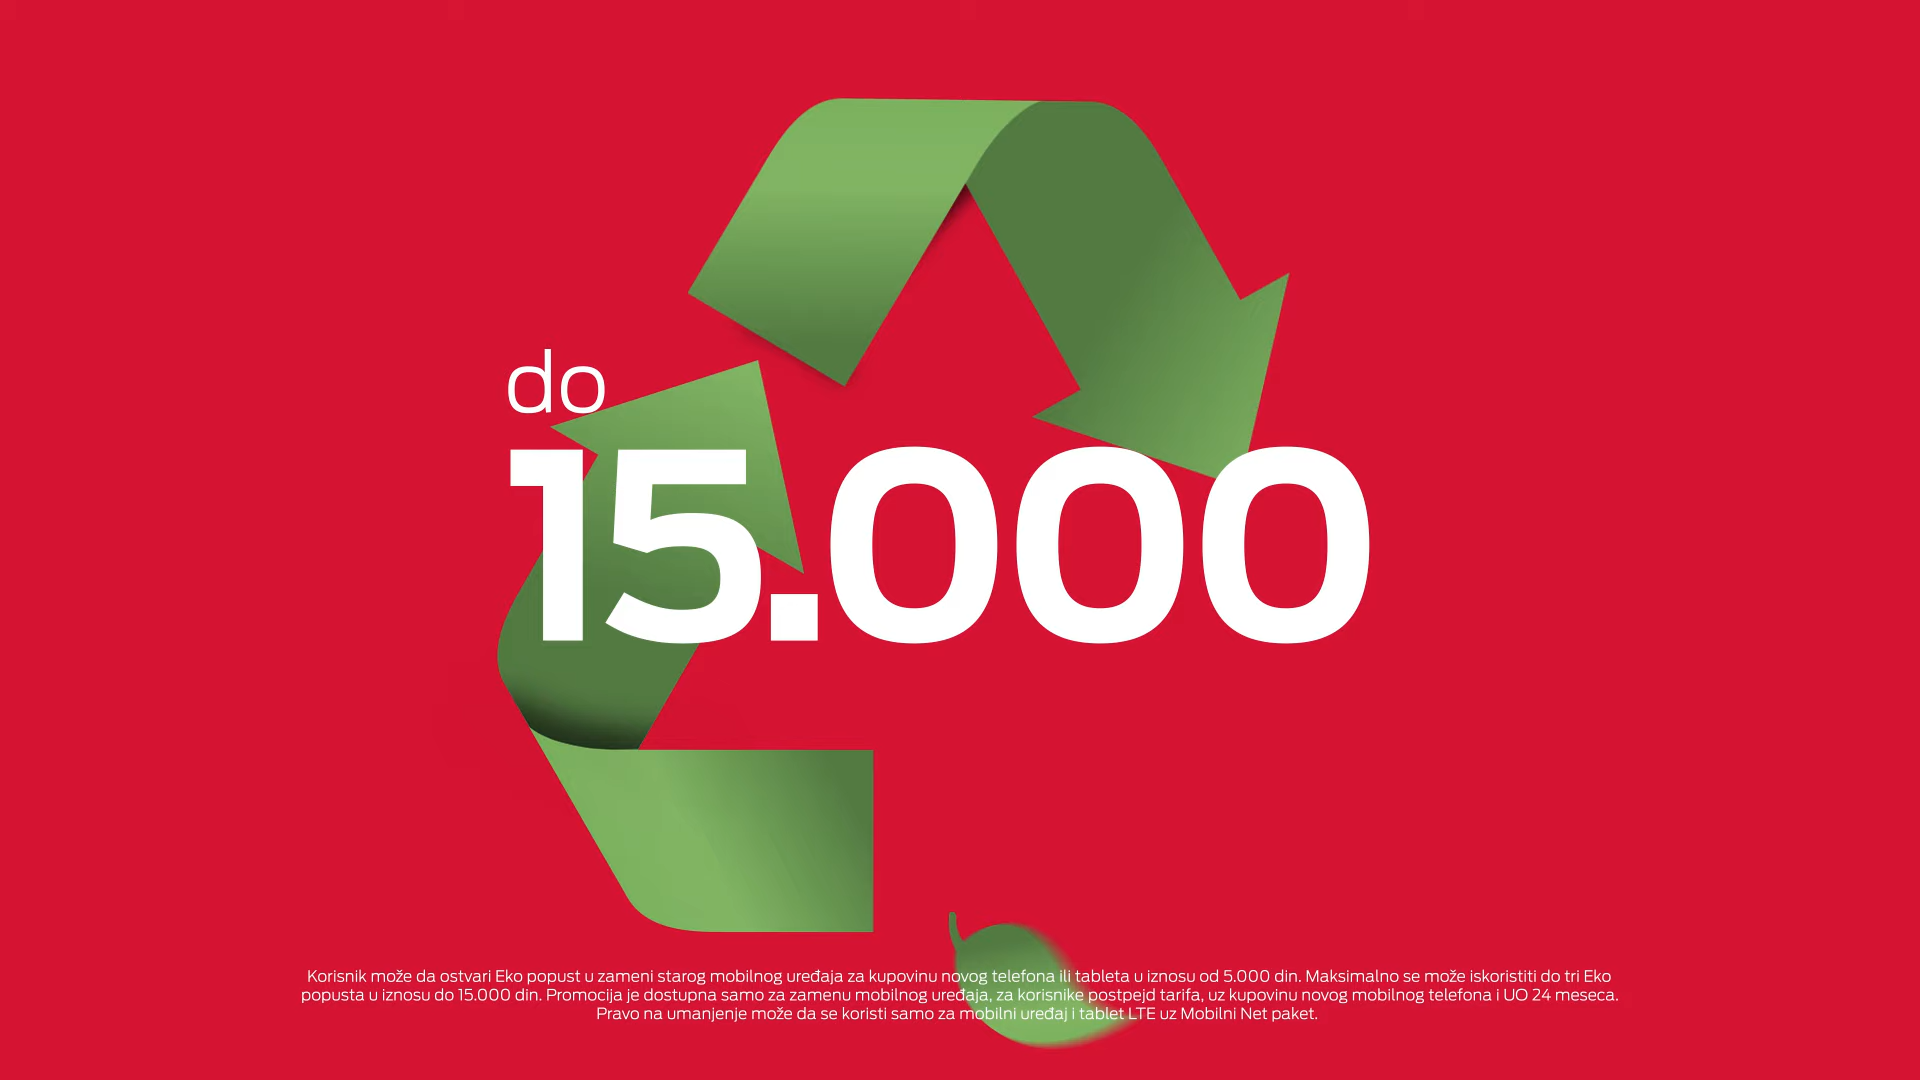 do
15.000
Korisnik može da ostvari Eko popust u zameni starog mobilnog uređaja za kupovinu novog telefona ili tableta u iznosu od 5.000 din. Maksimalno se može iskoristiti do tri Eko
popusta u iznosu do 15.000 din. Promocija je dostupna samo za zamenu mobilnog uređaja, za korisnike postpejd tarifa, uz kupovinu novog mobilnog telefona i UO 24 meseca.
Pravo na umanjenje može da se koristi samo za mobilni uređaj i tablet LTE uz Mobilni Net paket.